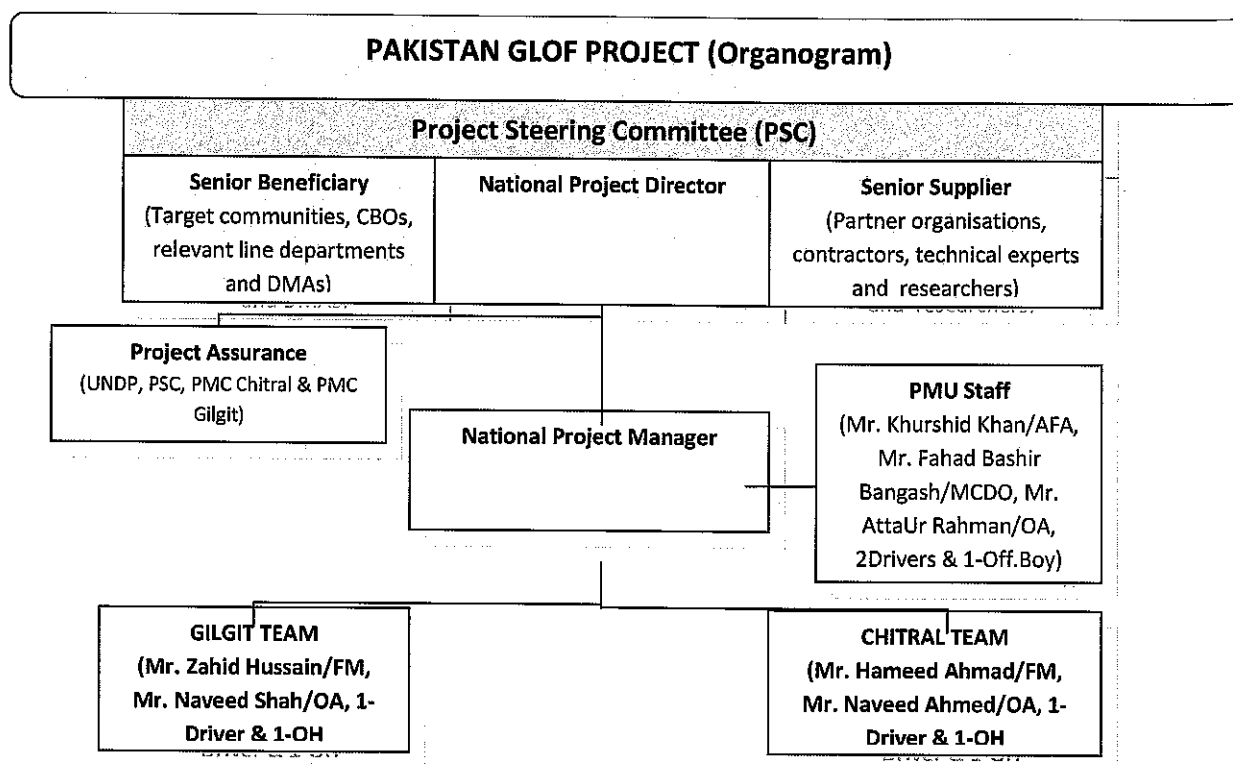 PAKISTAN GLOF PROJECT (Organogram)
Project Steering Committee (PSC)
Senior Beneficiary
(Target communities, CBOs,
relevant line departments
and DMAs)
National Project Director
Senior Supplier
(Partner organisations,
contractors, technical experts
and researchers)
Project Assurance
(UNDP, PSC, PMC Chitral & PMC
Gilgit)
National Project Manager
PMU Staff
(Mr. Khurshid Khan/AFA,
Mr. Fahad Bashir
Bangash/MCDO, Mr.
AttaUr Rahman/OA,
2Drivers & 1-Off.Boy)
GILGIT TEAM
(Mr. Zahid Hussain/FM,
Mr. Naveed Shah/OA, 1-
Driver & 1-OH
CHITRAL TEAM
(Mr. Hameed Ahmad/FM,
Mr. Naveed Ahmed/OA, 1-
Driver & 1-OH